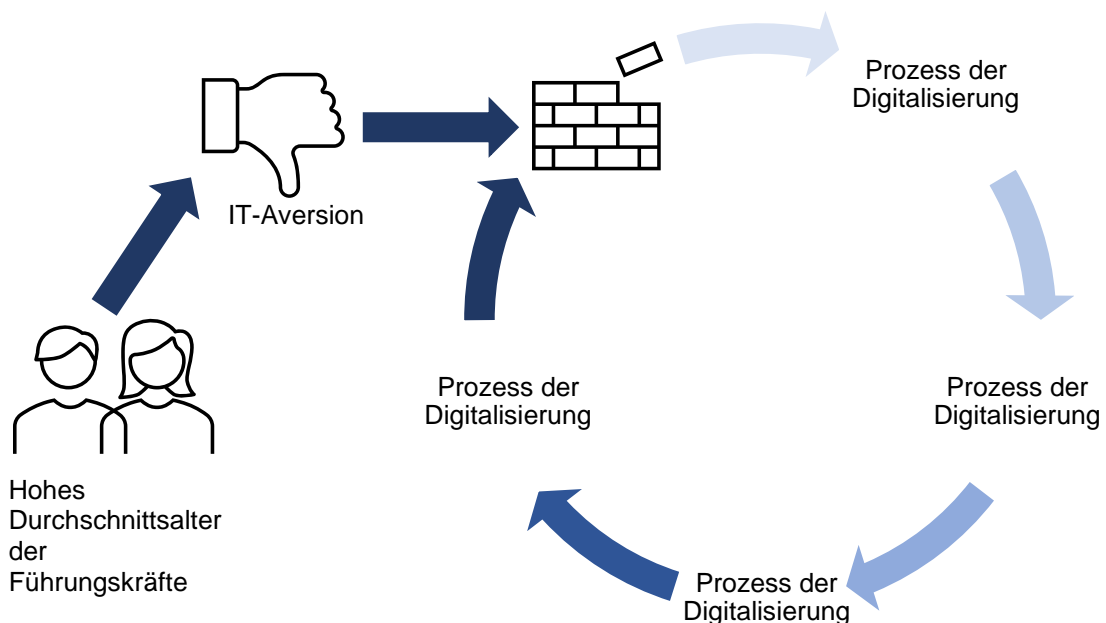 Prozess der
Digitalisierung
IT-Aversion
Prozess der
Digitalisierung
Prozess der
Digitalisierung
Hohes
Durchschnittsalter
der
Führungskräfte
Prozess der
Digitalisierung